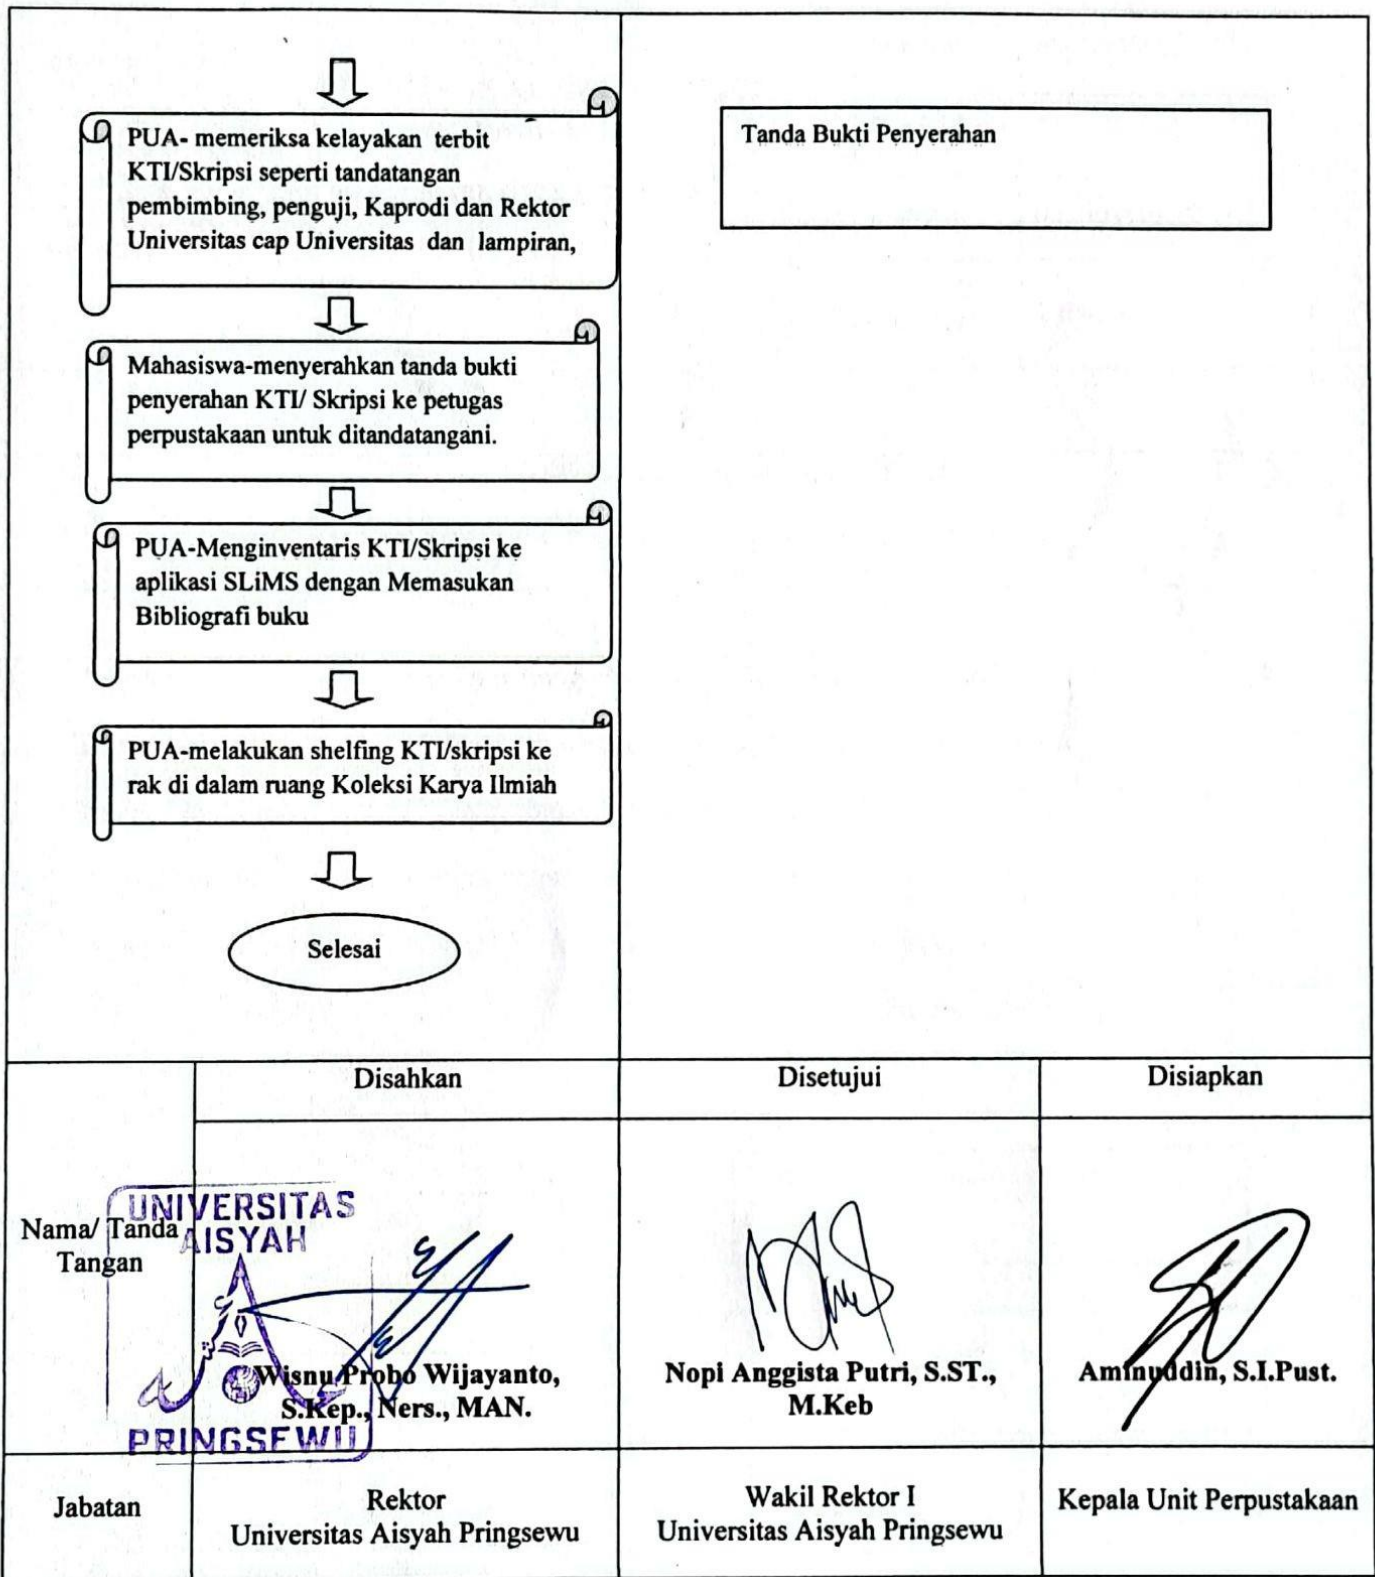 PUA- memeriksa kelayakan terbit
KTI/Skripsi seperti tandatangan
pembimbing, penguji, Kaprodi dan Rektor
Universitas cap Universitas dan lampiran,
Tanda Bukti Penyerahan
Mahasiswa-menyerahkan tanda bukti
penyerahan KTI/ Skripsi ke petugas
perpustakaan untuk ditandatangani.
PUA-Menginventaris KTI/Skripsi ke
aplikasi SLiMS dengan Memasukan
Bibliografi buku
PUA-melakukan shelfing KTI/skripsi ke
rak di dalam ruang Koleksi Karya Ilmiah
Selesai
Disahkan
Disetujui
Disiapkan
Nama/ Tanda
Tangan
UNIVERSITAS
AISYAH
PRINGSEWU
Wisnu Probo Wijayanto,
S.Kep., Ners., MAN.
Nopi Anggista Putri, S.ST.,
M.Keb
Aminuddin, S.I.Pust.
Jabatan
Rektor
Universitas Aisyah Pringsewu
Wakil Rektor I
Universitas Aisyah Pringsewu
Kepala Unit Perpustakaan